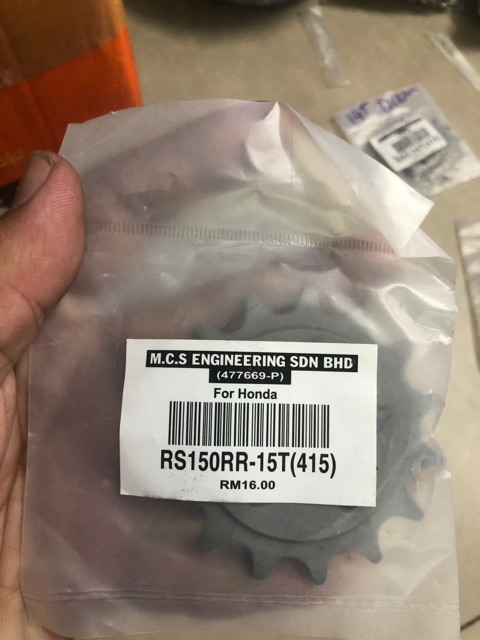 M.C.S ENGINEERING SDN BHD
(477669-P)
For Honda
RS150RR-15T(415)
RM16.00